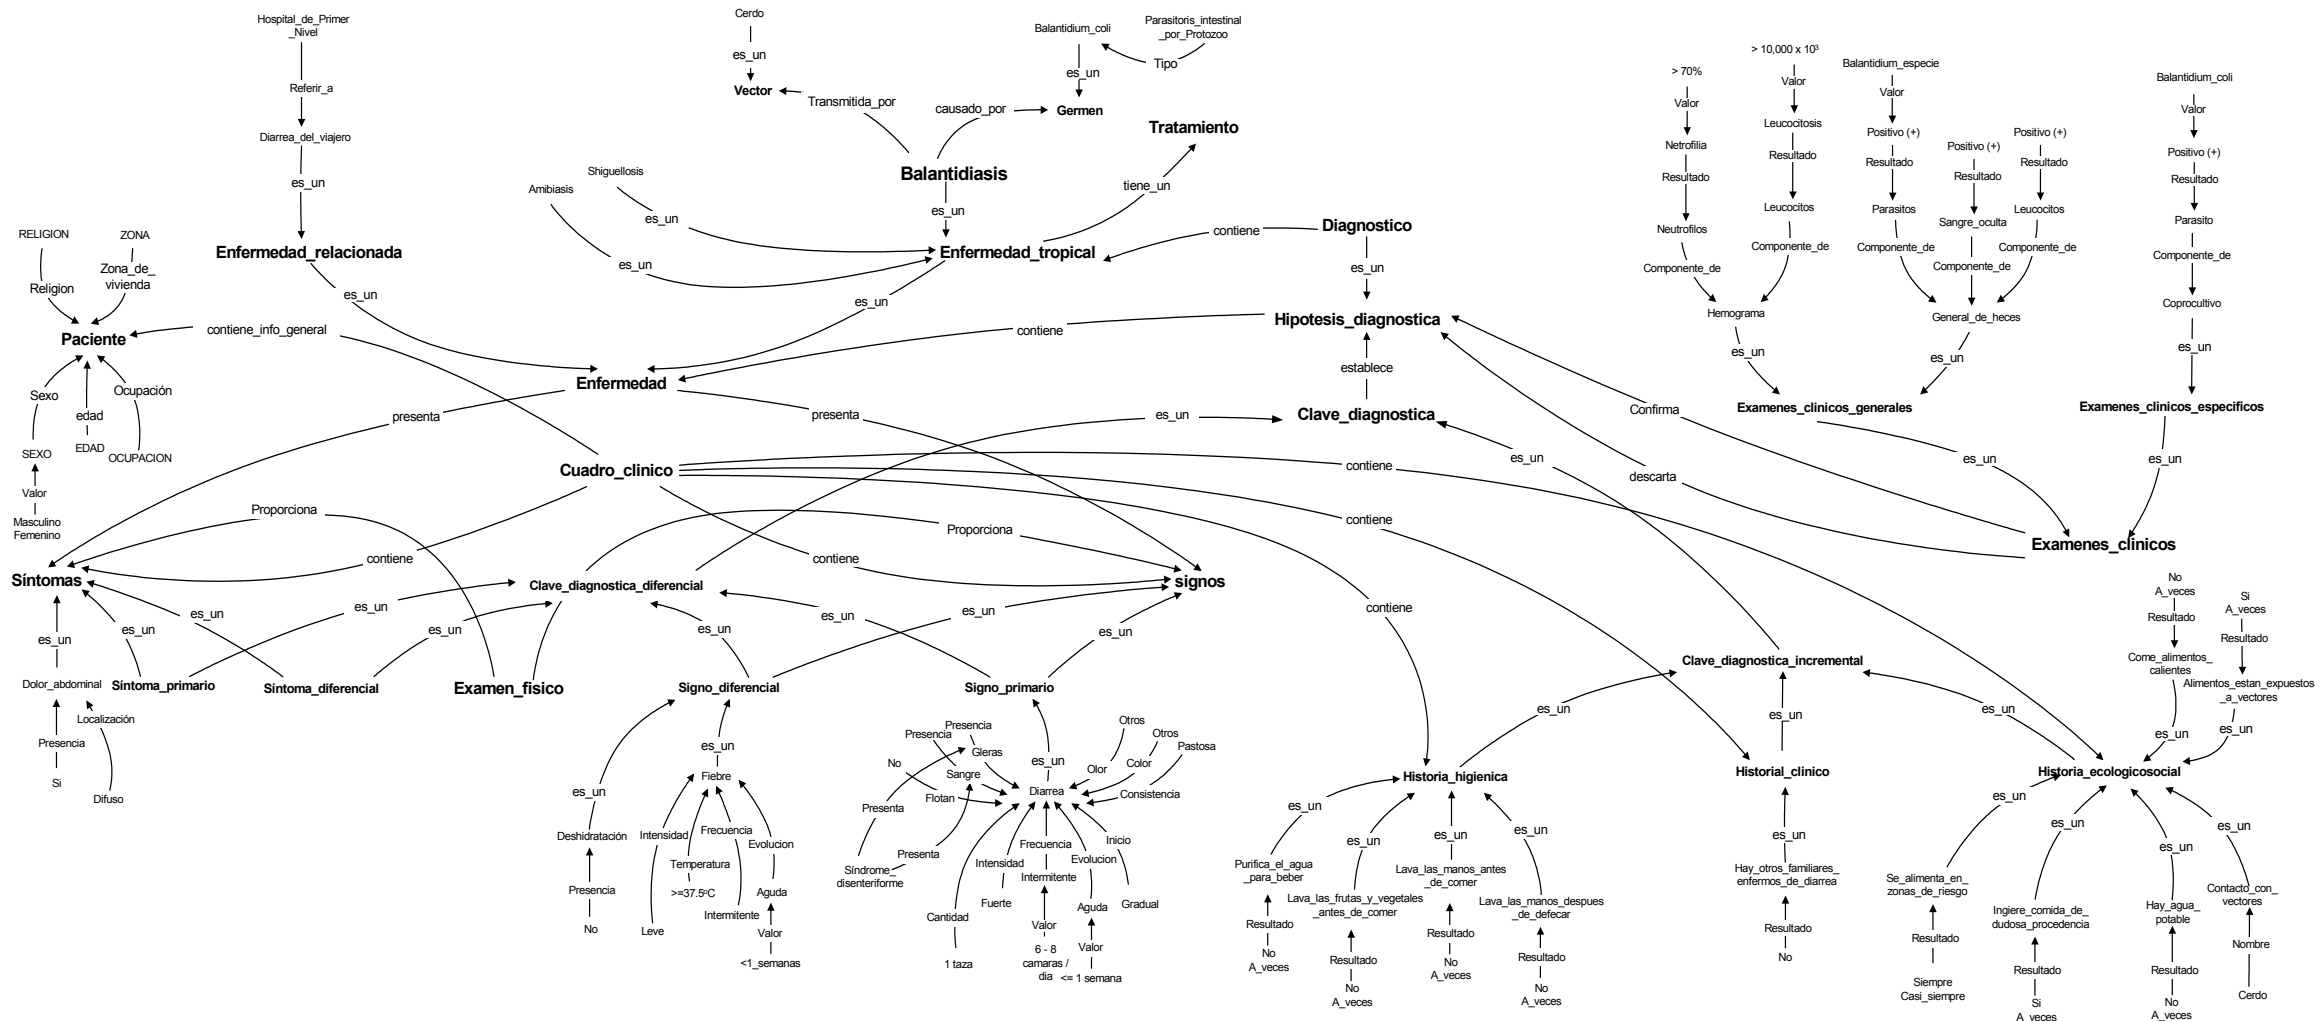 Hospital_de_Primer
_Nivel
Referir_a
Diarrea_del_viajero
es_un
Enfermedad_relacionada
es_un
Cerdo
es_un
Vector
Transmitida_por
Balantidium_coli
Parasitoris_intestinal
_por_Protozoo
Tipo
es_un
causado_por
Germen
Balantidiasis
es_un
Tratamiento
tiene_un
Shiguellosis
Amibiasis
es_un
es_un
Enfermedad_tropical
es_un
contiene
Diagnostico
es_un
Hipotesis_diagnostica
contiene
establece
Clave_diagnostica
es_un
RELIGION
ZONA
Zona_de_
vivienda
Religion
Paciente
contiene_info_general
Sexo
edad
Ocupación
SEXO
EDAD
OCUPACION
Valor
Masculino
Femenino
Enfermedad
presenta
presenta
Cuadro_clinico
Proporciona
Proporciona
contiene
contiene
contiene
contiene
contiene
> 70%
Valor
Netrofilia
Resultado
Neutrofilos
Componente_de
> 10,000 x 10³
Valor
Leucocitosis
Resultado
Leucocitos
Componente_de
Hemograma
es_un
Balantidium_especie
Valor
Positivo (+)
Resultado
Parasitos
Componente_de
Positivo (+)
Resultado
Sangre_oculta
Componente_de
Positivo (+)
Resultado
Leucocitos
Componente_de
General_de_heces
es_un
Examenes_clinicos_generales
es_un
Balantidium_coli
Valor
Positivo (+)
Resultado
Parasito
Componente_de
Coprocultivo
es_un
Examenes_clinicos_especificos
es_un
Confirma
descarta
es_un
Examenes_clinicos
Síntomas
es_un
es_un
es_un
es_un
es_un
Clave_diagnostica_diferencial
signos
es_un
es_un
es_un
es_un
Dolor_abdominal
Localización
Presencia
Si
Difuso
Síntoma_primario
Síntoma_diferencial
Examen_fisico
Signo_diferencial
Signo_primario
es_un
Deshidratación
Presencia
No
es_un
Fiebre
Intensidad
Leve
Temperatura
>=37.5ºC
Frecuencia
Intermitente
Evolucion
Aguda
Valor
<1_semanas
es_un
Diarrea
Presencia
Gleras
Presencia
Sangre
No
Flotan
Presenta
Presenta
Síndrome_
disenteriforme
Otros
Olor
Otros
Color
Pastosa
Consistencia
Cantidad
1 taza
Intensidad
Fuerte
Frecuencia
Intermitente
Valor
6 - 8
camaras /
dia
Evolucion
Aguda
Valor
<= 1 semana
Inicio
Gradual
Clave_diagnostica_incremental
es_un
es_un
es_un
Historia_higienica
Historial_clinico
Historia_ecologicosocial
es_un
Purifica_el_agua
_para_beber
Resultado
No
A_veces
es_un
Lava_las_frutas_y_vegetales
_antes_de_comer
Resultado
No
A_veces
es_un
Lava_las_manos_antes
_de_comer
Resultado
No
A_veces
es_un
Lava_las_manos_despues
_de_defecar
Resultado
No
A_veces
es_un
Hay_otros_familiares_
enfermos_de_diarrea
Resultado
No
No
A_veces
Resultado
Come_alimentos_
calientes
es_un
Si
A_veces
Resultado
Alimentos_estan_expuestos
_a_vectores
es_un
es_un
Se_alimenta_en_
zonas_de_riesgo
Resultado
Siempre
Casi_siempre
es_un
Ingiere_comida_de_
dudosa_procedencia
Resultado
Si
A_veces
es_un
Hay_agua_
potable
Resultado
No
A_veces
es_un
Contacto_con_
vectores
Nombre
Cerdo